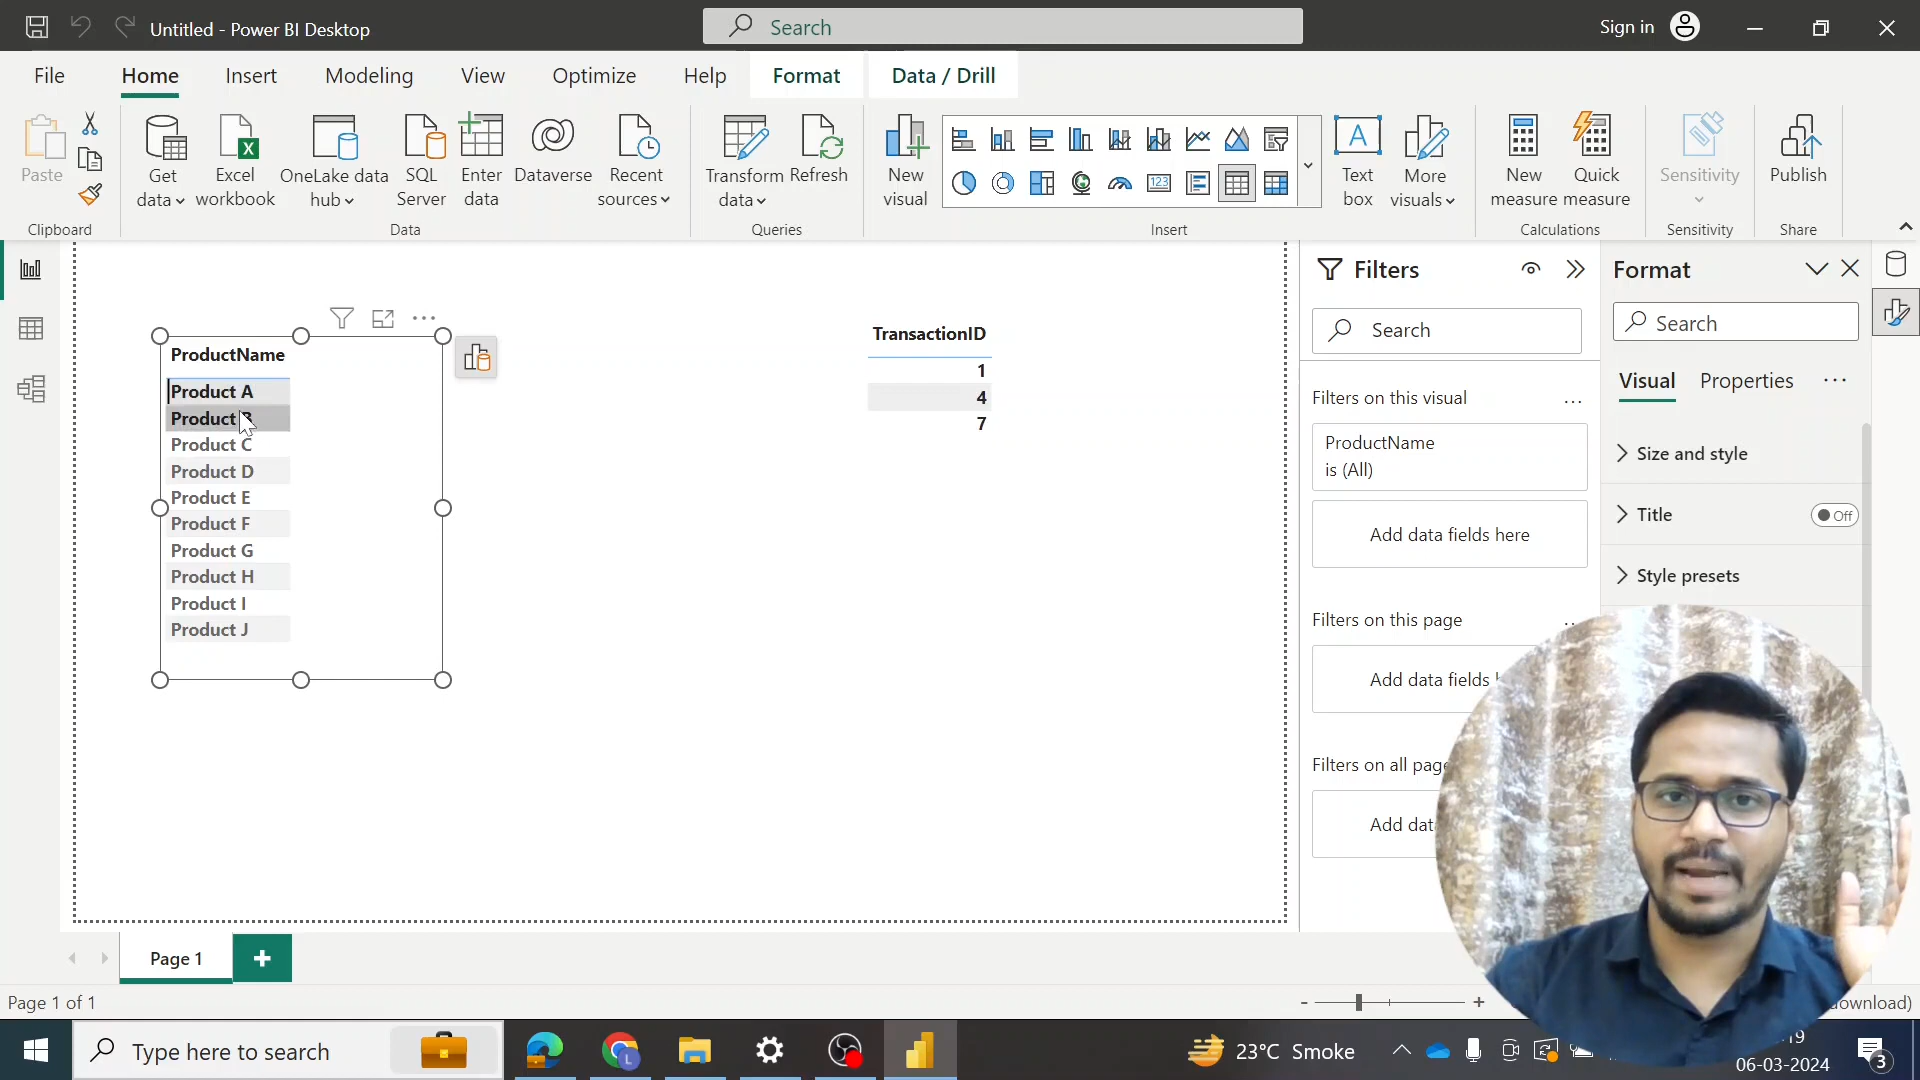 Untitled - Power BI Desktop
Search
Sign in
File
Home
Insert
Modeling
View
Optimize
Help
Format
Data / Drill
Paste
Get data
Excel workbook
OneLake data hub
SQL Server
Enter data
Dataverse
Recent sources
Transform data
Refresh
New visual
Text box
More visuals
New measure
Quick measure
Sensitivity
Publish
Clipboard
Data
Queries
Insert
Calculations
Sensitivity
Share
ProductName
Product A
Product B
Product C
Product D
Product E
Product F
Product G
Product H
Product I
Product J
TransactionID
1
4
7
Filters
Search
Filters on this visual
ProductName
is (All)
Add data fields here
Filters on this page
Add data fields
Filters on all page
Add dat
Format
Search
Visual
Properties
Size and style
Title
Off
Style presets
Page 1
Page 1 of 1
Type here to search
23°C Smoke
19
06-03-2024
3